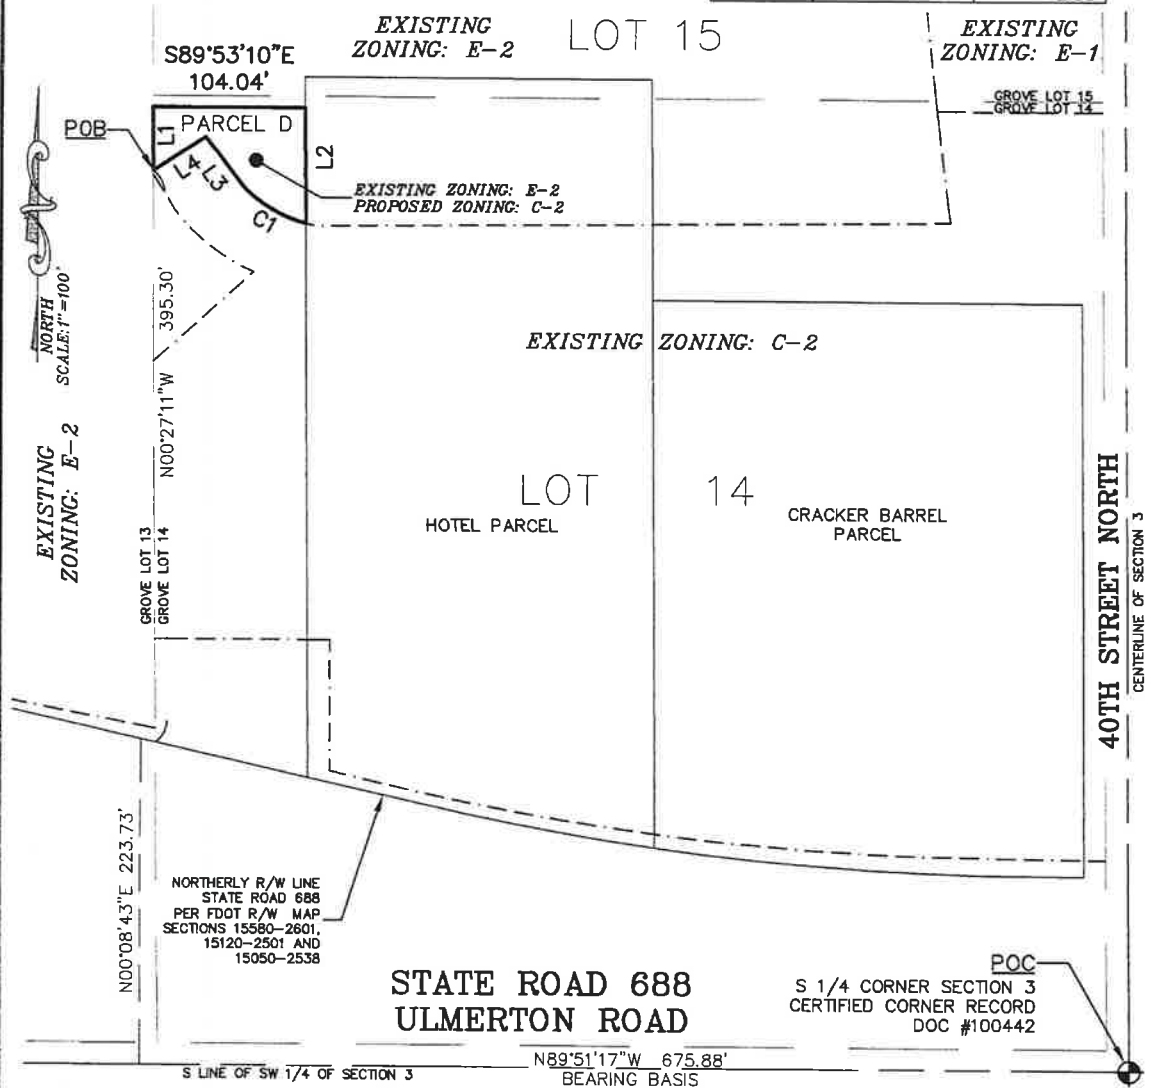 EXISTING
ZONING: E-2
LOT 15
EXISTING
ZONING: E-1
S89°53'10"E
104.04'
GROVE LOT 15
GROVE LOT 14
POB
L1
PARCEL D
L2
L4
L3
C1
EXISTING ZONING: E-2
PROPOSED ZONING: C-2
NORTH
SCALE:1"=100'
395.30'
N00°27'11"W
EXISTING ZONING: C-2
EXISTING
ZONING: E-2
LOT 14
HOTEL PARCEL
CRACKER BARREL
PARCEL
GROVE LOT 13
GROVE LOT 14
40TH STREET NORTH
CENTERLINE OF SECTION 3
N00°08'43"E 223.73'
NORTHERLY R/W LINE
STATE ROAD 688
PER FDOT R/W MAP
SECTIONS 15580-2601,
15120-2501 AND
15050-2538
STATE ROAD 688
ULMERTON ROAD
POC
S 1/4 CORNER SECTION 3
CERTIFIED CORNER RECORD
DOC #100442
S LINE OF SW 1/4 OF SECTION 3
N89°51'17"W 675.88'
BEARING BASIS